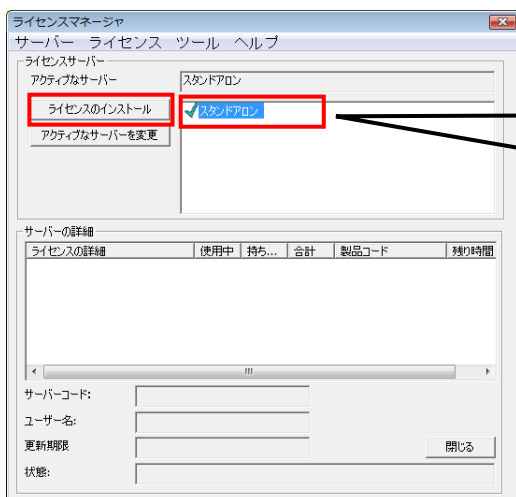 ライセンスマネージャ
サーバー ライセンス ツール ヘルプ
ライセンスサーバー
アクティブなサーバー
スタンドアロン
ライセンスのインストール
スタンドアロン
アクティブなサーバーを変更
サーバーの詳細
ライセンスの詳細 使用中 持ち... 合計 製品コード 残り時間
サーバーコード:
ユーザー名:
更新期限
閉じる
状態: